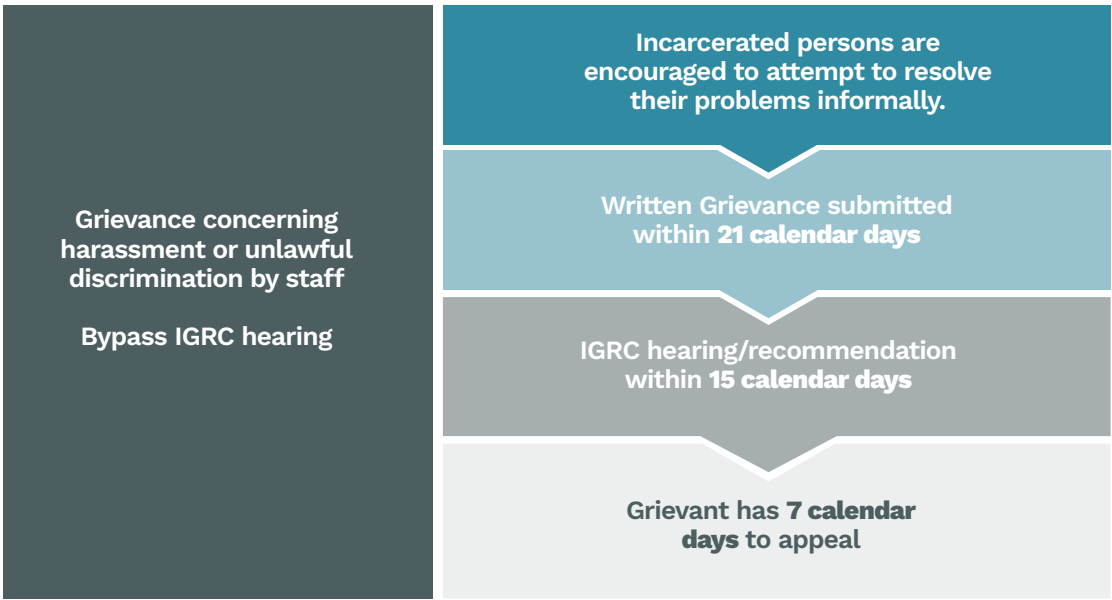 Grievance concerning
harassment or unlawful
discrimination by staff
Bypass IGRC hearing
Incarcerated persons are
encouraged to attempt to resolve
their problems informally.
Written Grievance submitted
within 21 calendar days
IGRC hearing/recommendation
within 15 calendar days
Grievant has 7 calendar
days to appeal